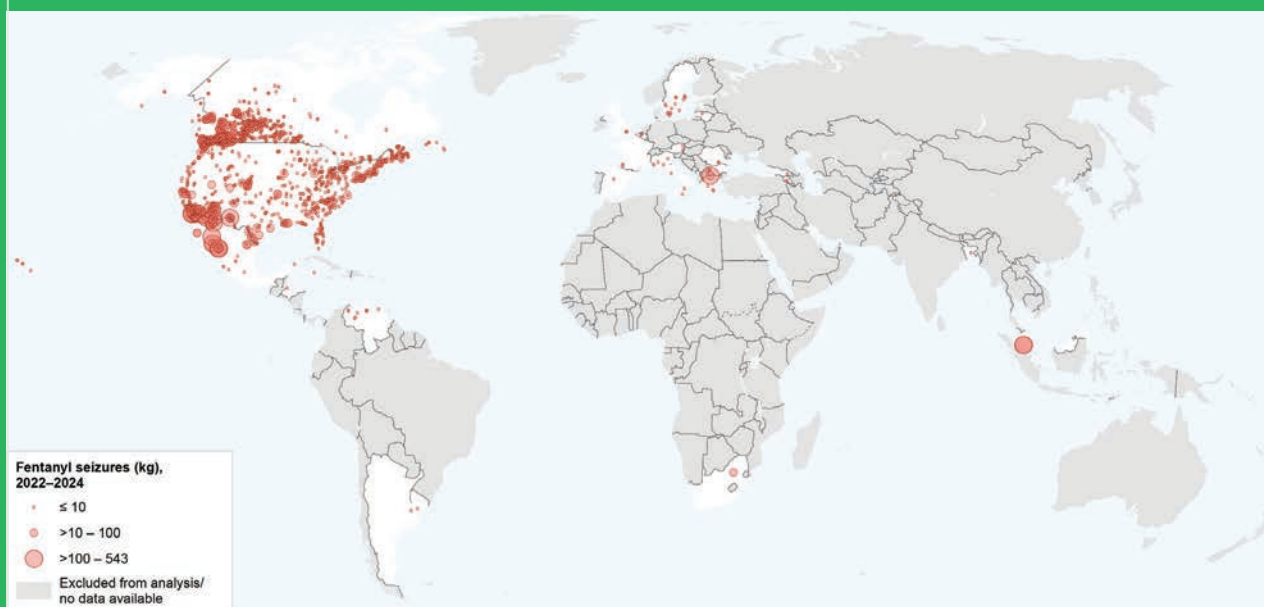 Fentanyl seizures (kg),
2022–2024
≤ 10
>10 – 100
>100 – 543
Excluded from analysis/
no data available